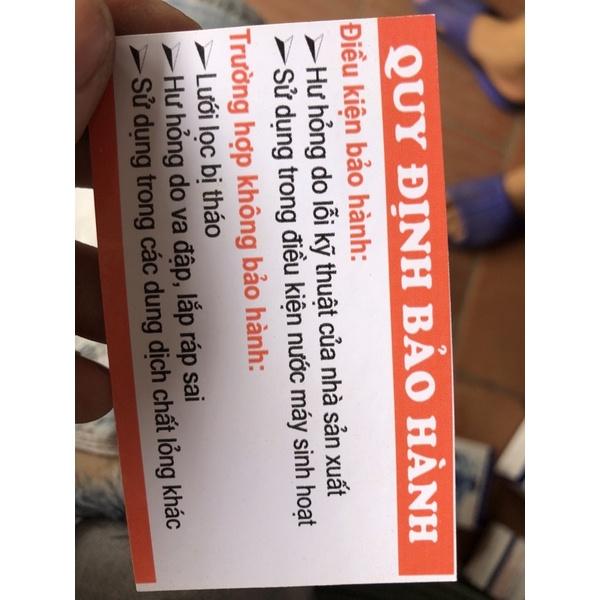 QUY ĐỊNH BẢO HÀNH
Điều kiện bảo hành:
➢ Hư hỏng do lỗi kỹ thuật của nhà sản xuất
➢ Sử dụng trong điều kiện nước máy sinh hoạt
Trường hợp không bảo hành:
➢ Lưới lọc bị tháo
➢ Hư hỏng do va đập, lắp ráp sai
➢ Sử dụng trong các dung dịch chất lỏng khác